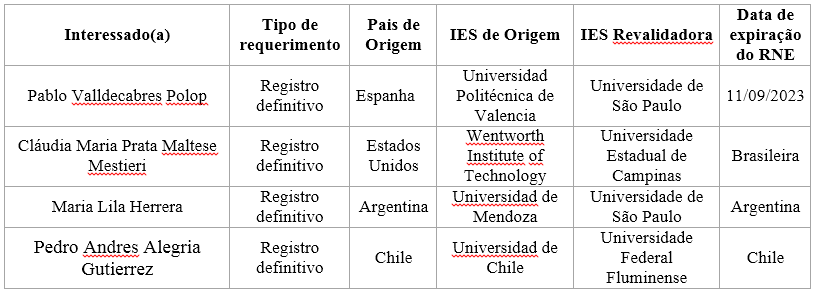 Interessado(a)
Tipo de
requerimento
Pais de
Origem
IES de Origem
IES Revalidadora
Data de
expiração
do RNE
Pablo Valldecabres Polop
Registro
definitivo
Espanha
Universidad
Politécnica de
Valencia
Universidade de
São Paulo
11/09/2023
Cláudia Maria Prata Maltese
Mestieri
Registro
definitivo
Estados
Unidos
Wentworth
Institute of
Technology
Universidade
Estadual de
Campinas
Brasileira
Maria Lila Herrera
Registro
definitivo
Argentina
Universidad de
Mendoza
Universidade de
São Paulo
Argentina
Pedro Andres Alegria
Gutierrez
Registro
definitivo
Chile
Universidad de
Chile
Universidade
Federal
Fluminense
Chile